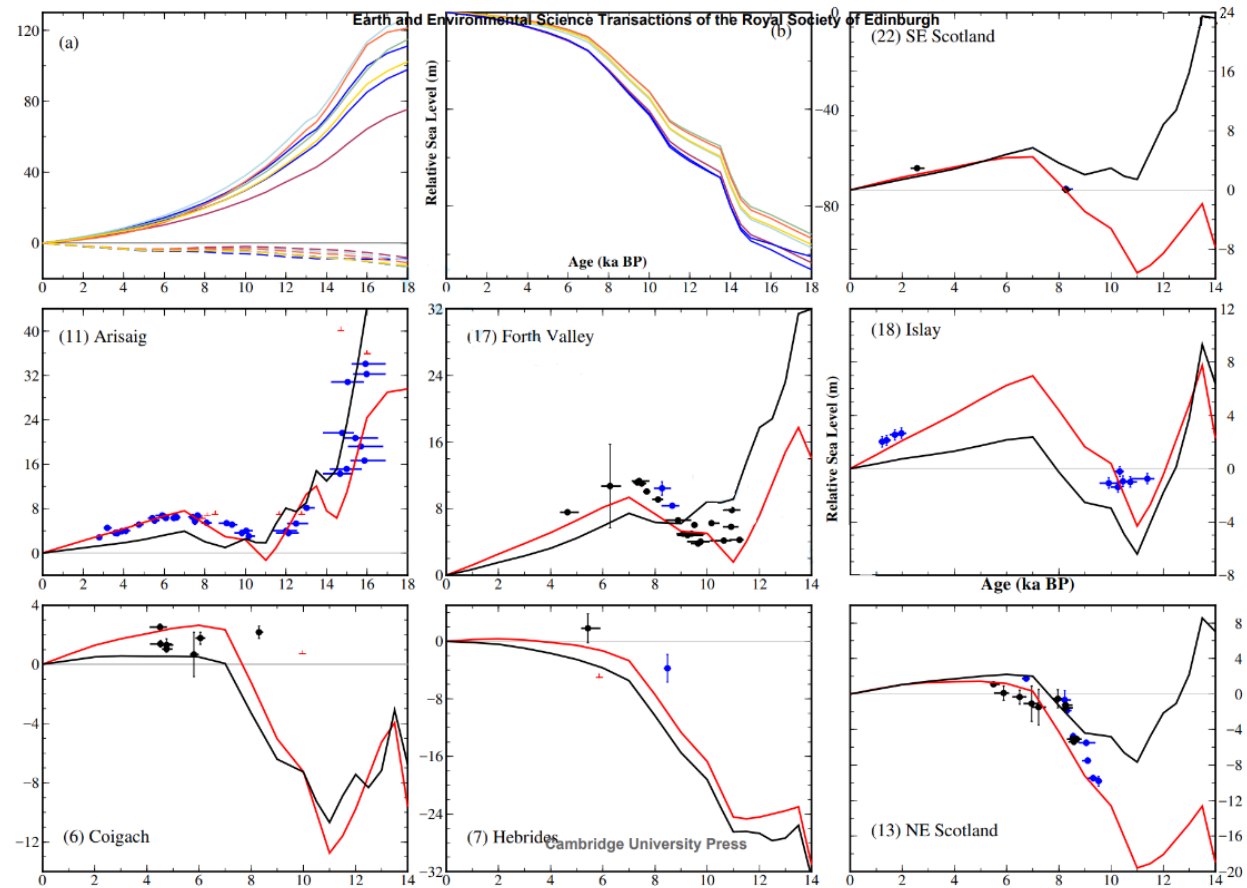 Earth and Environmental Science Transactions of the Royal Society of Edinburgh
(a)
120
80
40
0
0 2 4 6 8 10 12 14 16 18
(b)
Relative Sea Level (m)
Age (ka BP)
0 2 4 6 8 10 12 14 16 18
0
−40
−80
(22) SE Scotland
24
16
8
0
−8
0 2 4 6 8 10 12 14
(11) Arisaig
40
32
24
16
8
0
0 2 4 6 8 10 12 14 16 18
(17) Forth Valley
32
24
16
8
0
0 2 4 6 8 10 12 14
(18) Islay
Relative Sea Level (m)
12
8
4
0
−4
−8
0 2 4 6 8 10 12 14
Age (ka BP)
(6) Coigach
4
0
−4
−8
−12
0 2 4 6 8 10 12 14
(7) Hebrides
0
−8
−16
−24
−32
0 2 4 6 8 10 12 14
Cambridge University Press
(13) NE Scotland
8
4
0
−4
−8
−12
−16
−20
0 2 4 6 8 10 12 14